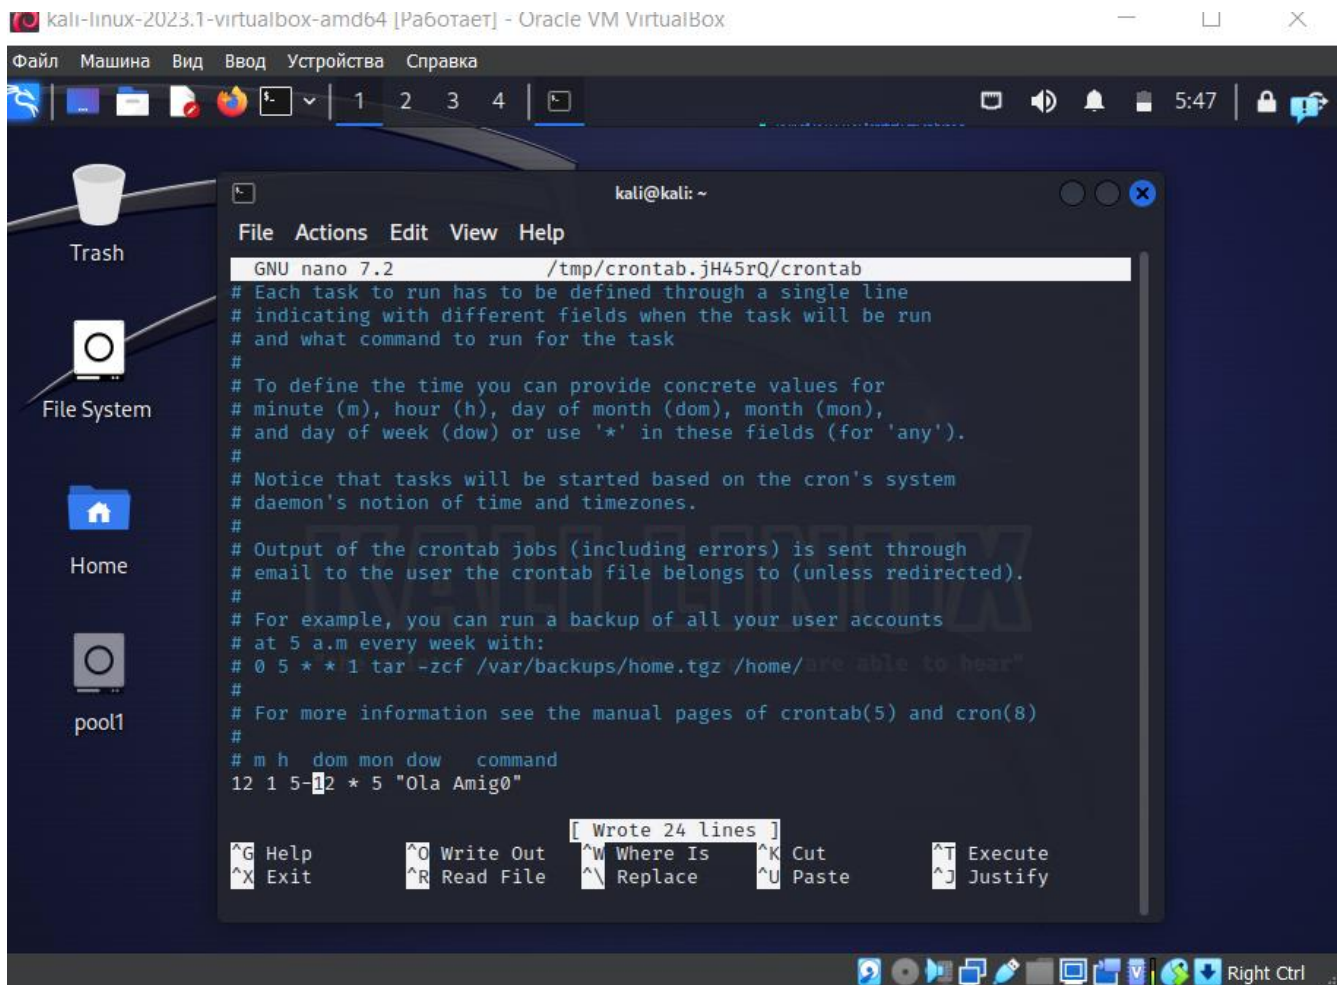 kali-linux-2023.1-virtualbox-amd64 [Работает] - Oracle VM VirtualBox
Файл Машина Вид Ввод Устройства Справка
1 2 3 4 5:47
kali@kali: ~
File Actions Edit View Help
GNU nano 7.2 /tmp/crontab.jH45rQ/crontab
# Each task to run has to be defined through a single line
# indicating with different fields when the task will be run
# and what command to run for the task
#
# To define the time you can provide concrete values for
# minute (m), hour (h), day of month (dom), month (mon),
# and day of week (dow) or use '*' in these fields (for 'any').
#
# Notice that tasks will be started based on the cron's system
# daemon's notion of time and timezones.
#
# Output of the crontab jobs (including errors) is sent through
# email to the user the crontab file belongs to (unless redirected).
#
# For example, you can run a backup of all your user accounts
# at 5 a.m every week with:
# 0 5 * * 1 tar -zcf /var/backups/home.tgz /home/
#
# For more information see the manual pages of crontab(5) and cron(8)
#
# m h  dom mon dow   command
12 1 5-12 * 5 "Ola Amig0"
[ Wrote 24 lines ]
^G Help ^O Write Out ^W Where Is ^K Cut ^T Execute
^X Exit ^R Read File ^\ Replace ^U Paste ^J Justify
Trash
File System
Home
pool1
KALI LINUX
are able to hear"
Right Ctrl